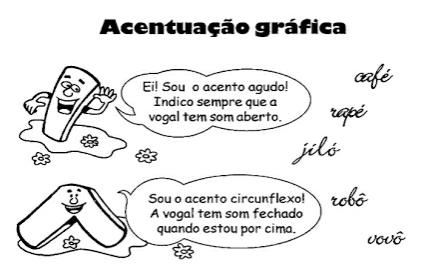 Acentuação gráfica
Ei! Sou o acento agudo!
Indico sempre que a
vogal tem som aberto.
café
rapé
jiló
Sou o acento circunflexo!
A vogal tem som fechado
quando estou por cima.
robô
vovô